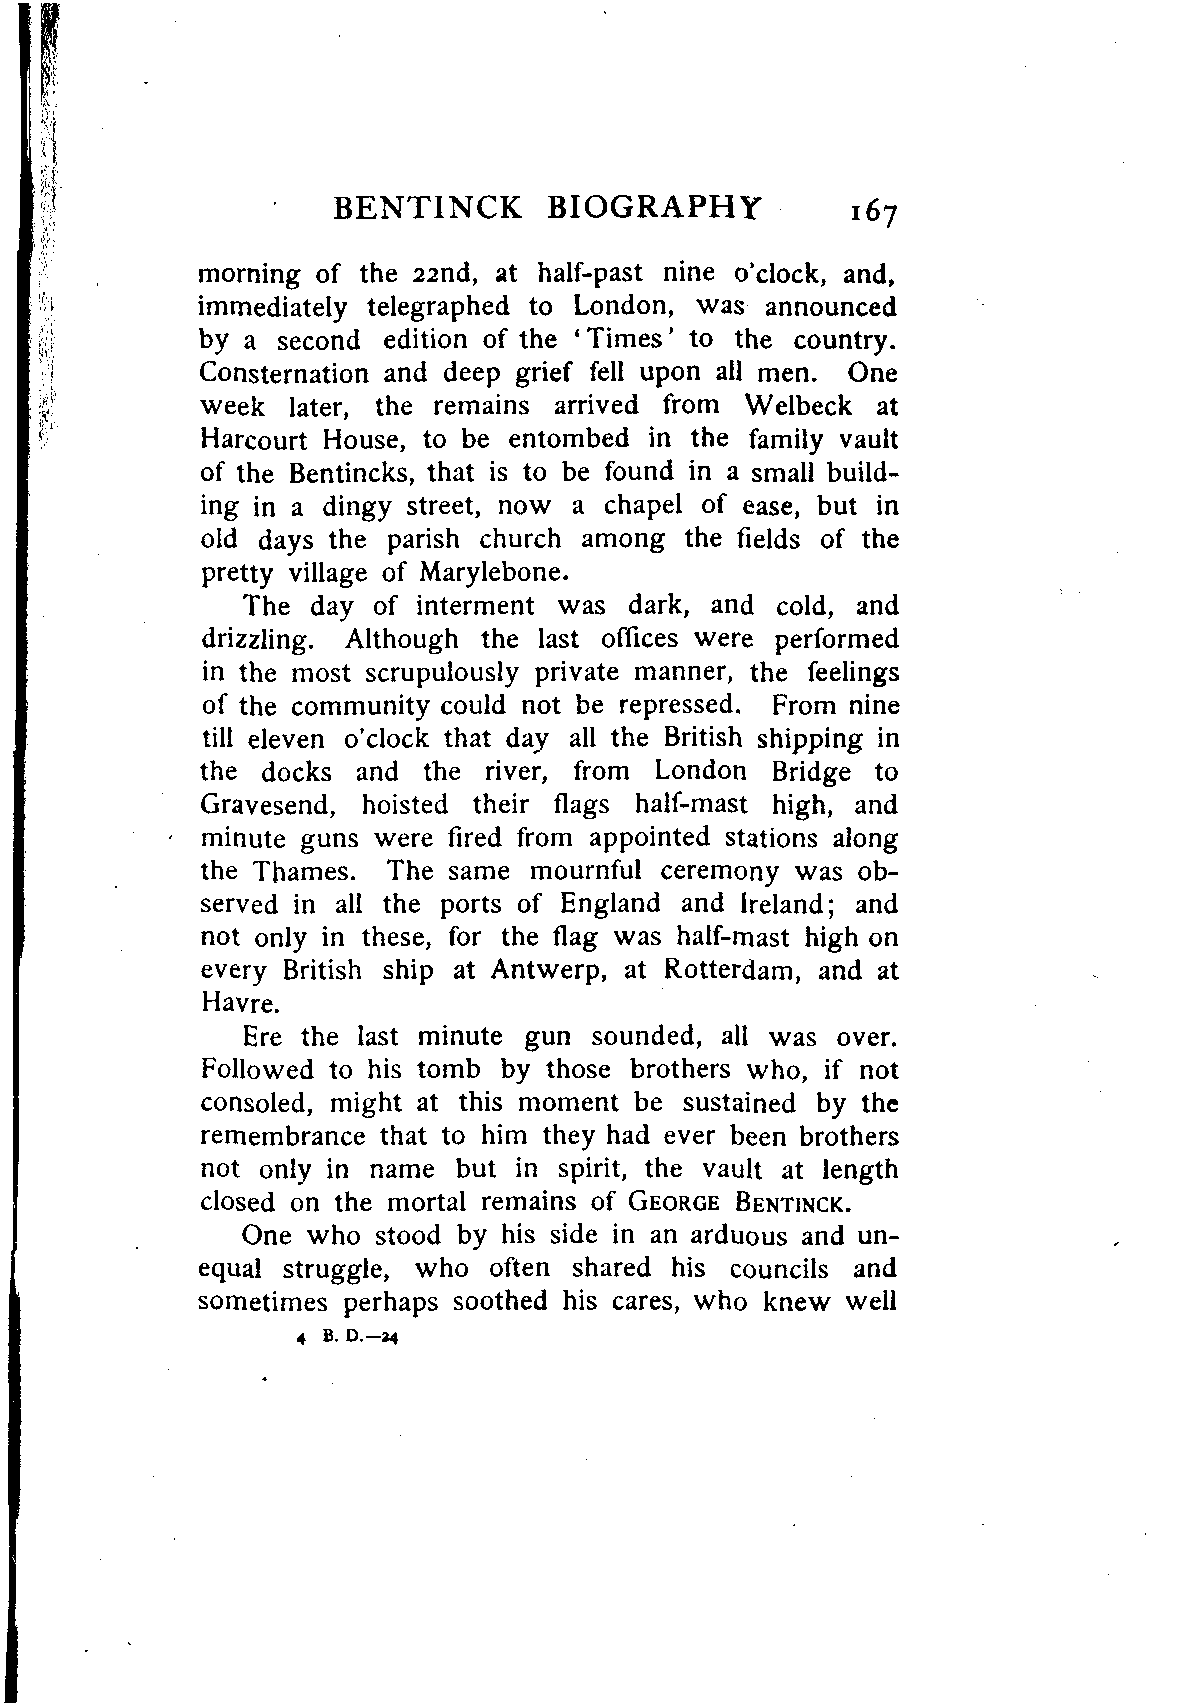 BENTINCK BIOGRAPHY 167
morning of the 22nd, at half-past nine o'clock, and,
immediately telegraphed to London, was announced
by a second edition of the ‘Times’ to the country.
Consternation and deep grief fell upon all men. One
week later, the remains arrived from Welbeck at
Harcourt House, to be entombed in the family vault
of the Bentincks, that is to be found in a small build-
ing in a dingy street, now a chapel of ease, but in
old days the parish church among the fields of the
pretty village of Marylebone.
The day of interment was dark, and cold, and
drizzling. Although the last offices were performed
in the most scrupulously private manner, the feelings
of the community could not be repressed. From nine
till eleven o'clock that day all the British shipping in
the docks and the river, from London Bridge to
Gravesend, hoisted their flags half-mast high, and
minute guns were fired from appointed stations along
the Thames. The same mournful ceremony was ob-
served in all the ports of England and Ireland; and
not only in these, for the flag was half-mast high on
every British ship at Antwerp, at Rotterdam, and at
Havre.
Ere the last minute gun sounded, all was over.
Followed to his tomb by those brothers who, if not
consoled, might at this moment be sustained by the
remembrance that to him they had ever been brothers
not only in name but in spirit, the vault at length
closed on the mortal remains of GEORGE BENTINCK.
One who stood by his side in an arduous and un-
equal struggle, who often shared his councils and
sometimes perhaps soothed his cares, who knew well
4 B. D.—24